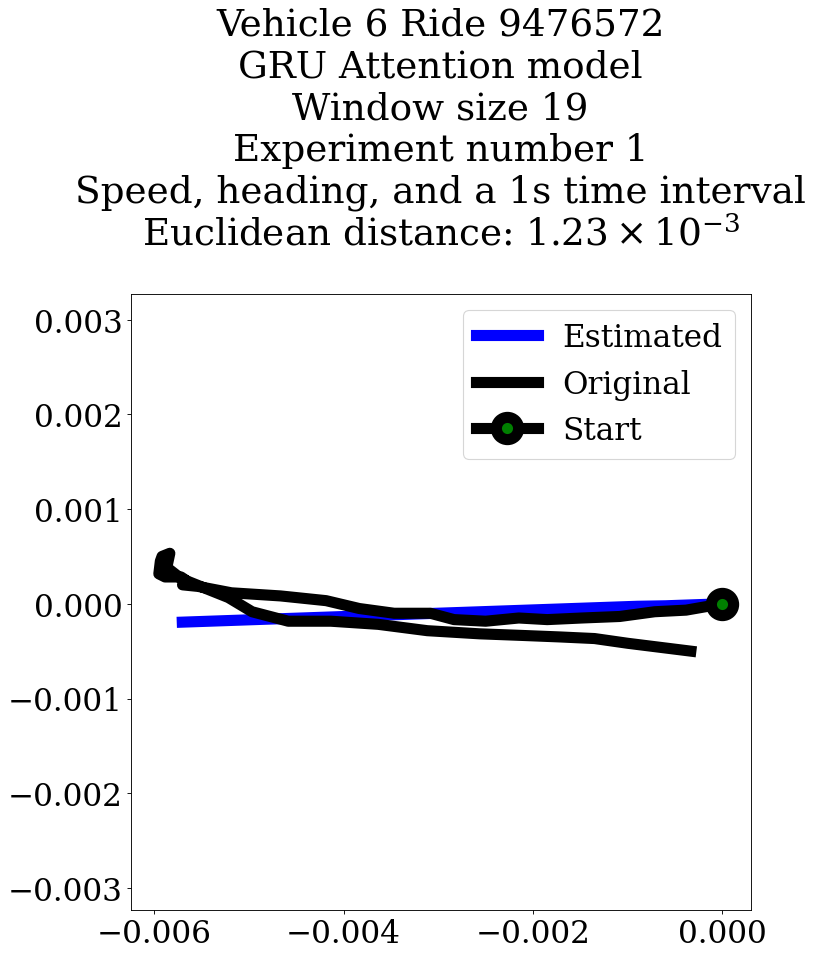 Vehicle 6 Ride 9476572
GRU Attention model
Window size 19
Experiment number 1
Speed, heading, and a 1s time interval
Euclidean distance: 1.23 × 10⁻³
Estimated
Original
Start
0.003
0.002
0.001
0.000
−0.001
−0.002
−0.003
−0.006 −0.004 −0.002 0.000